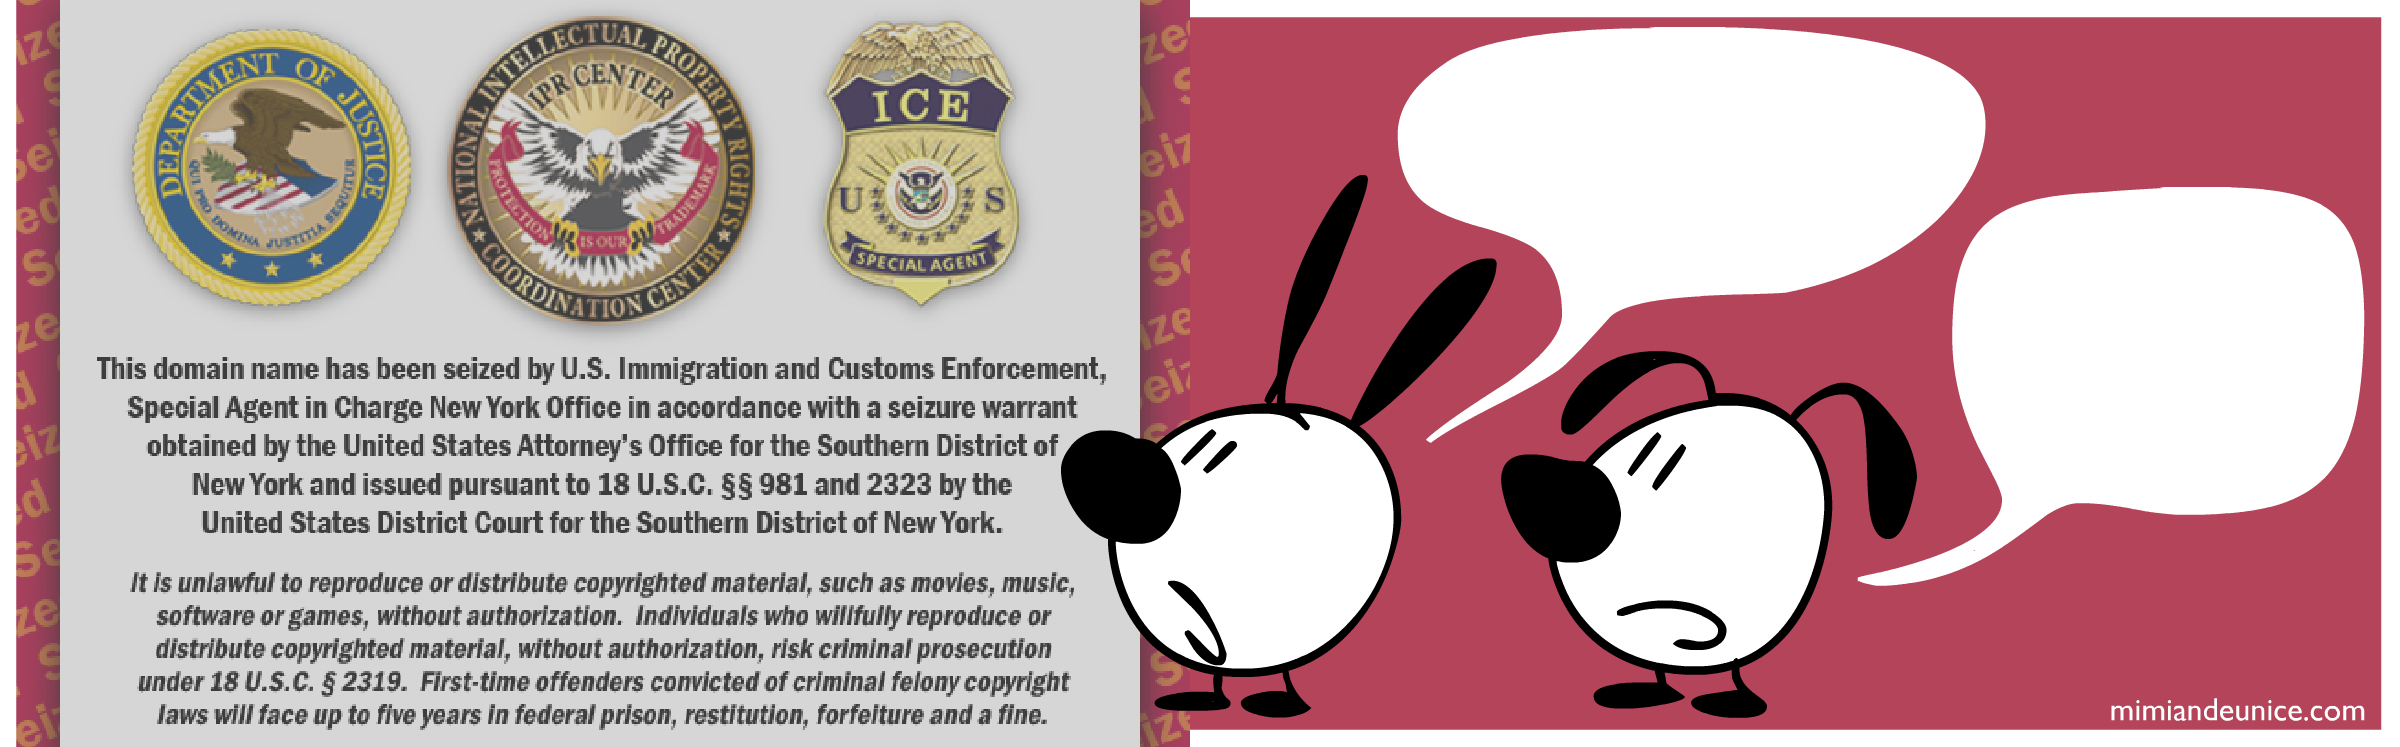 DEPARTMENT OF JUSTICE
QUI PRO DOMINA JUSTITIA SEQUITUR
NATIONAL INTELLECTUAL PROPERTY RIGHTS
★ COORDINATION CENTER ★
IPR CENTER
PROTECTION IS OUR TRADEMARK
ICE
U S
SPECIAL AGENT
This domain name has been seized by U.S. Immigration and Customs Enforcement,
Special Agent in Charge New York Office in accordance with a seizure warrant
obtained by the United States Attorney's Office for the Southern District of
New York and issued pursuant to 18 U.S.C. §§ 981 and 2323 by the
United States District Court for the Southern District of New York.
It is unlawful to reproduce or distribute copyrighted material, such as movies, music,
software or games, without authorization. Individuals who willfully reproduce or
distribute copyrighted material, without authorization, risk criminal prosecution
under 18 U.S.C. § 2319. First-time offenders convicted of criminal felony copyright
laws will face up to five years in federal prison, restitution, forfeiture and a fine.
mimiandeunice.com